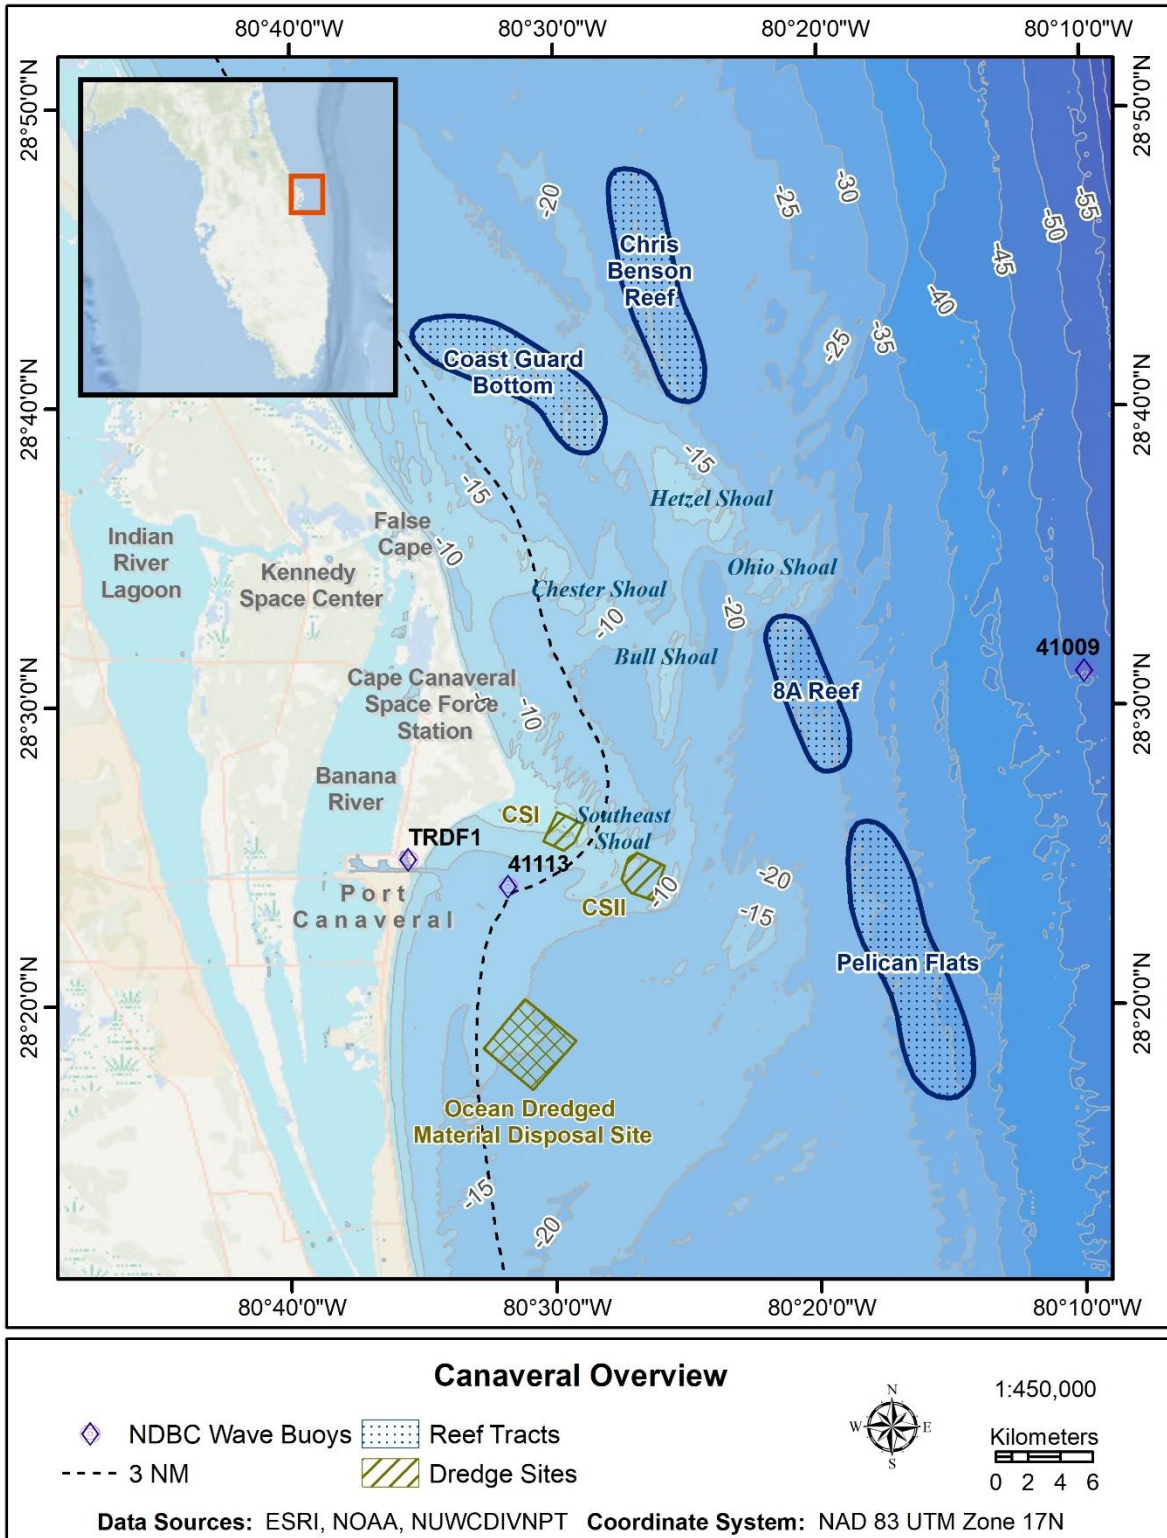 80°40'0"W 80°30'0"W 80°20'0"W 80°10'0"W
28°50'0"N
28°50'0"N
-20
-25
-30
-55
-50
-45
-40
-35
-25
Chris
Benson
Reef
Coast Guard
Bottom
28°40'0"N
28°40'0"N
-15
-15
Hetzel Shoal
False
Cape
-10
Indian
River
Lagoon
Kennedy
Space Center
Chester Shoal
Ohio Shoal
-10
-20
Bull Shoal
41009
8A Reef
Cape Canaveral
Space Force
Station
-10
28°30'0"N
28°30'0"N
Banana
River
CSI
Southeast
Shoal
TRDF1
41113
CSII
-10
-20
-15
Port
Canaveral
Pelican Flats
28°20'0"N
28°20'0"N
Ocean Dredged
Material Disposal Site
-15
-20
80°40'0"W 80°30'0"W 80°20'0"W 80°10'0"W
Canaveral Overview
NDBC Wave Buoys
Reef Tracts
3 NM
Dredge Sites
N
W E
S
1:450,000
Kilometers
0 1 2 4 6
Data Sources: ESRI, NOAA, NUWCDIVNPT Coordinate System: NAD 83 UTM Zone 17N